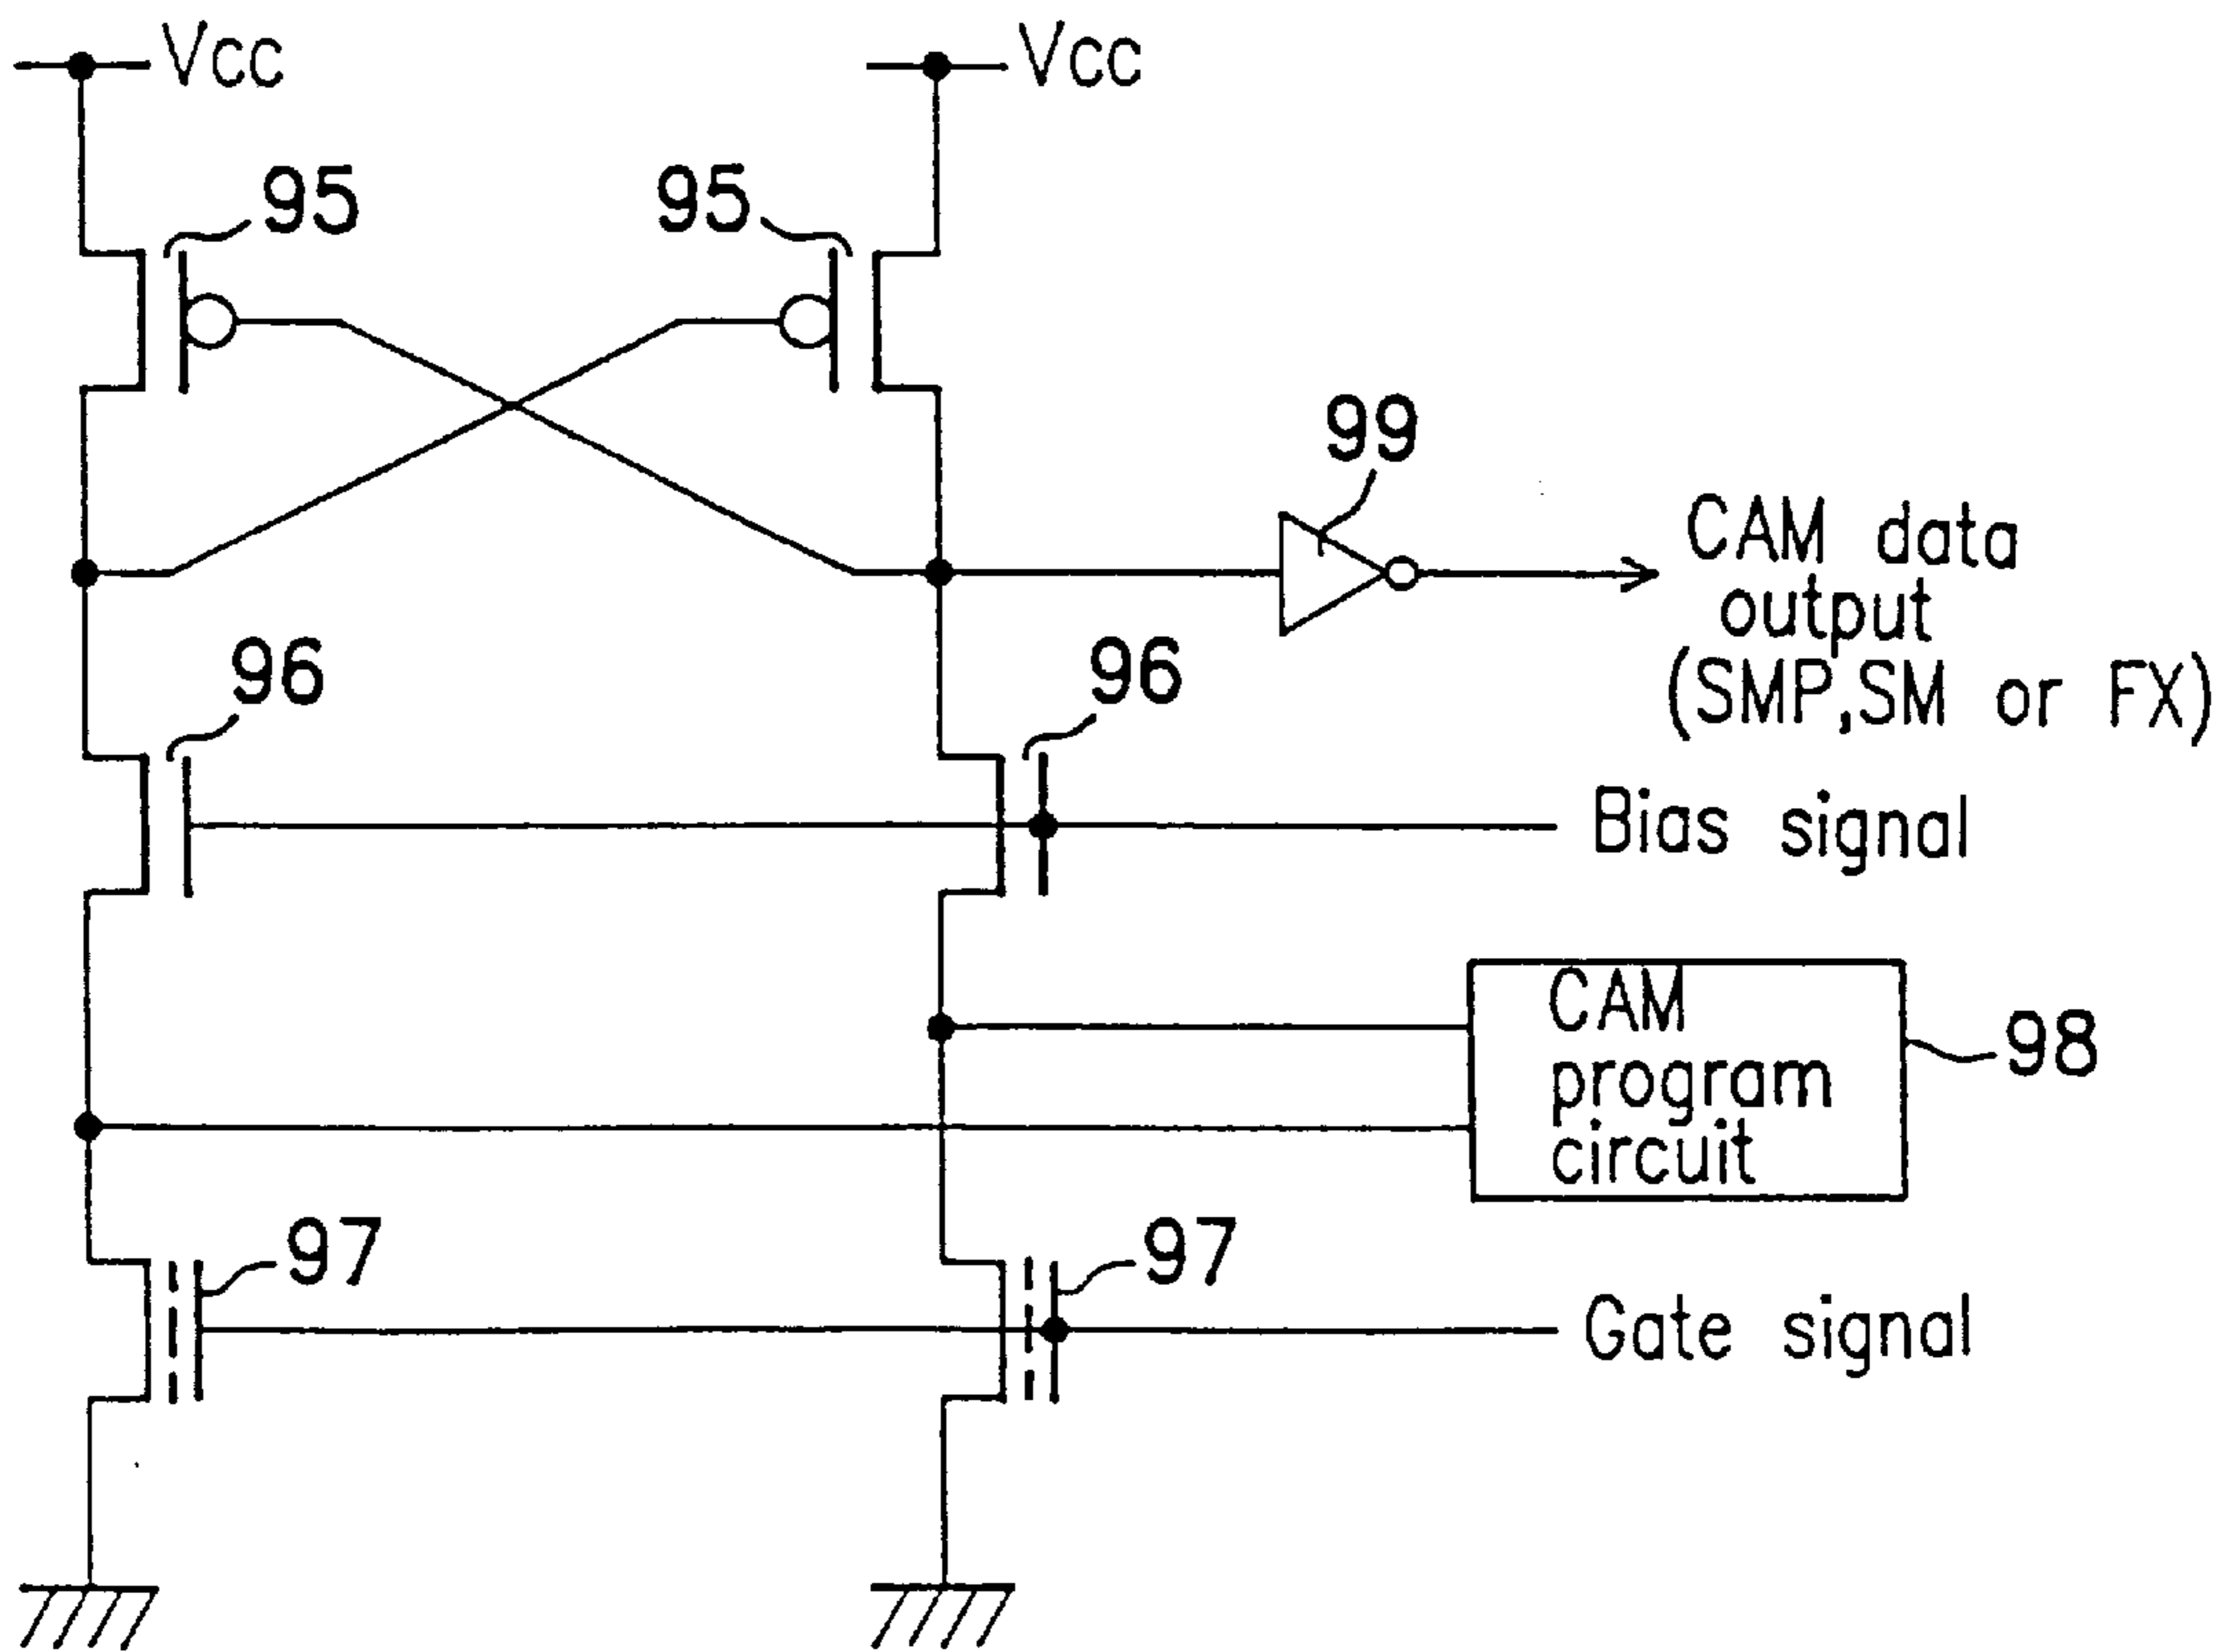 Vcc
Vcc
95
95
99
CAM data
output
(SMP,SM or FX)
96
96
Bias signal
CAM
program
circuit
98
97
97
Gate signal